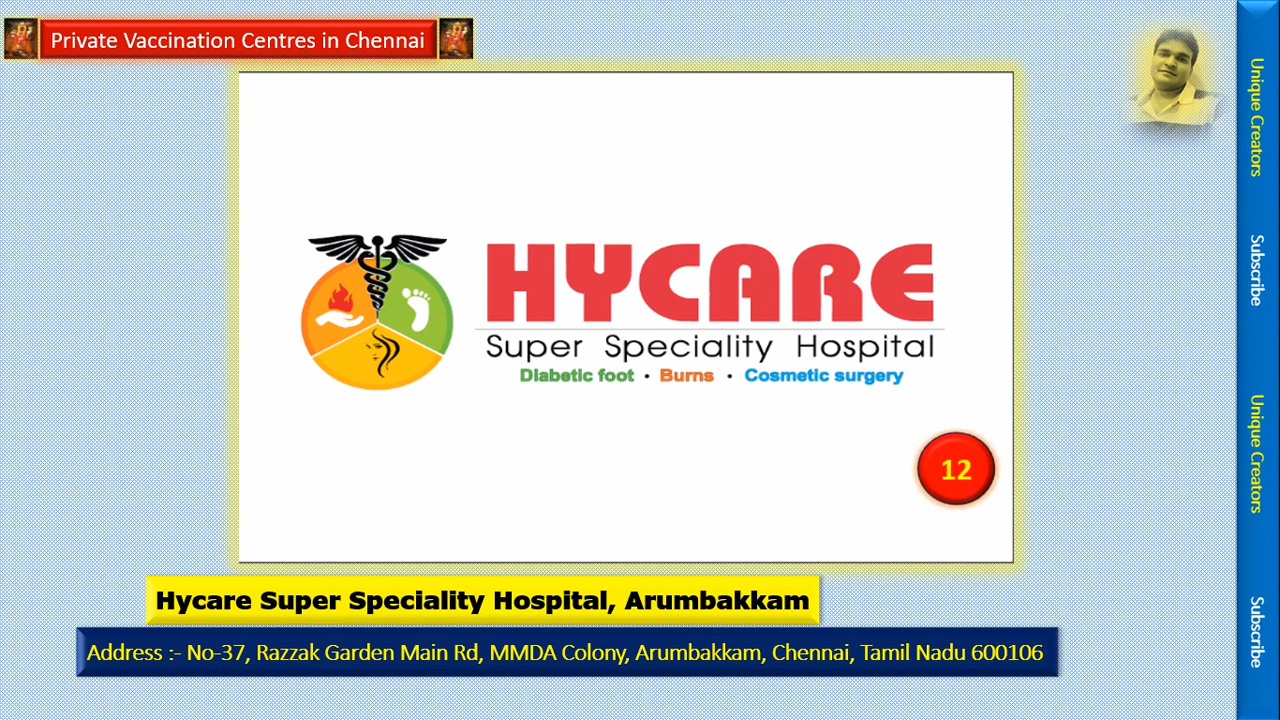 Private Vaccination Centres in Chennai
HYCARE
Super Speciality Hospital
Diabetic foot • Burns • Cosmetic surgery
12
Hycare Super Speciality Hospital, Arumbakkam
Address :- No-37, Razzak Garden Main Rd, MMDA Colony, Arumbakkam, Chennai, Tamil Nadu 600106
Unique Creators
Subscribe
Unique Creators
Subscribe